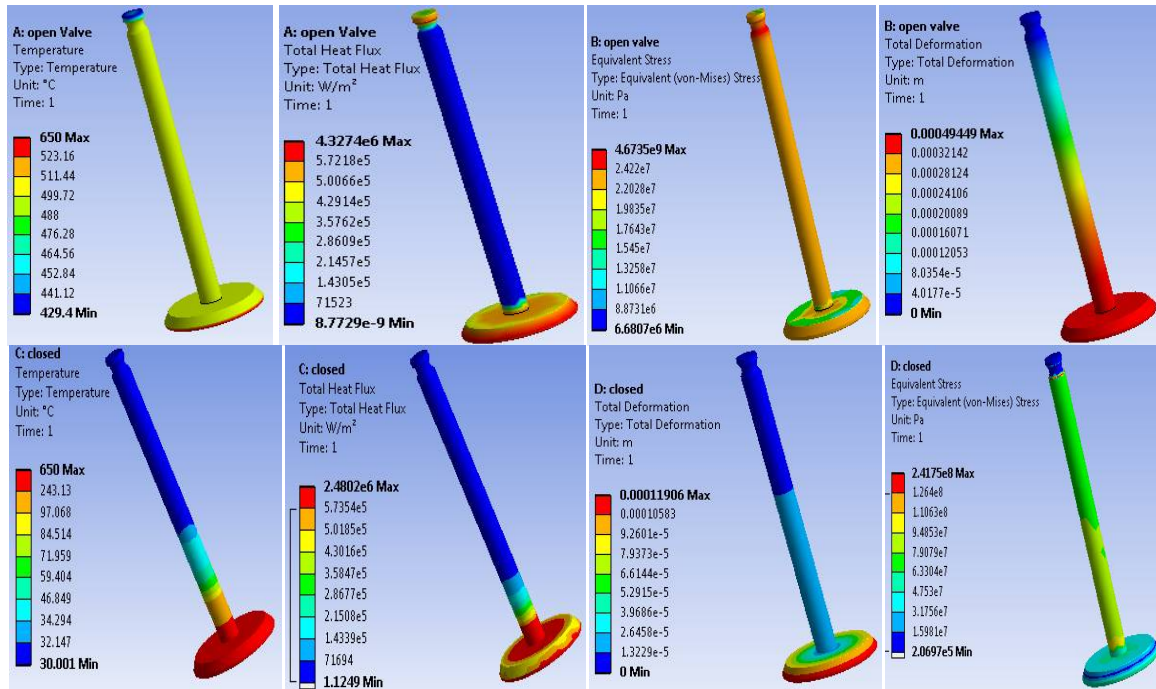 A: open Valve
Temperature
Type: Temperature
Unit: °C
Time: 1
650 Max
523.16
511.44
499.72
488
476.28
464.56
452.84
441.12
429.4 Min
A: open Valve
Total Heat Flux
Type: Total Heat Flux
Unit: W/m²
Time: 1
4.3274e6 Max
5.7218e5
5.0066e5
4.2914e5
3.5762e5
2.8609e5
2.1457e5
1.4305e5
71523
8.7729e-9 Min
B: open valve
Equivalent Stress
Type: Equivalent (von-Mises) Stress
Unit: Pa
Time: 1
4.6735e9 Max
2.422e7
2.2028e7
1.9835e7
1.7643e7
1.545e7
1.3258e7
1.1066e7
8.8731e6
6.6807e6 Min
B: open valve
Total Deformation
Type: Total Deformation
Unit: m
Time: 1
0.00049449 Max
0.00032142
0.00028124
0.00024106
0.00020089
0.00016071
0.00012053
8.0354e-5
4.0177e-5
0 Min
C: closed
Temperature
Type: Temperature
Unit: °C
Time: 1
650 Max
243.13
97.068
84.514
71.959
59.404
46.849
34.294
32.147
30.001 Min
C: closed
Total Heat Flux
Type: Total Heat Flux
Unit: W/m²
Time: 1
2.4802e6 Max
5.7354e5
5.0185e5
4.3016e5
3.5847e5
2.8677e5
2.1508e5
1.4339e5
71694
1.1249 Min
D: closed
Total Deformation
Type: Total Deformation
Unit: m
Time: 1
0.00011906 Max
0.00010583
9.2601e-5
7.9373e-5
6.6144e-5
5.2915e-5
3.9686e-5
2.6458e-5
1.3229e-5
0 Min
D: closed
Equivalent Stress
Type: Equivalent (von-Mises) Stress
Unit: Pa
Time: 1
2.4175e8 Max
1.264e8
1.1063e8
9.4853e7
7.9079e7
6.3304e7
4.753e7
3.1756e7
1.5981e7
2.0697e5 Min